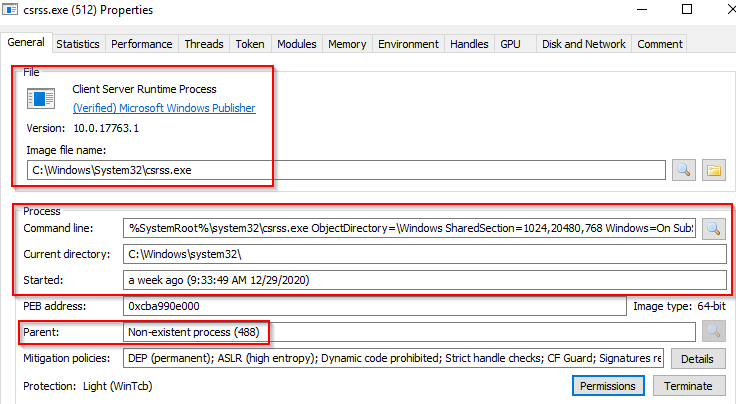 csrss.exe (512) Properties
General Statistics Performance Threads Token Modules Memory Environment Handles GPU Disk and Network Comment
File
Client Server Runtime Process
(Verified) Microsoft Windows Publisher
Version: 10.0.17763.1
Image file name:
C:\Windows\System32\csrss.exe
Process
Command line: %SystemRoot%\system32\csrss.exe ObjectDirectory=\Windows SharedSection=1024,20480,768 Windows=On SubS
Current directory: C:\Windows\system32\
Started: a week ago (9:33:49 AM 12/29/2020)
PEB address: 0xcba990e000 Image type: 64-bit
Parent: Non-existent process (488)
Mitigation policies: DEP (permanent); ASLR (high entropy); Dynamic code prohibited; Strict handle checks; CF Guard; Signatures re Details
Protection: Light (WinTcb) Permissions Terminate